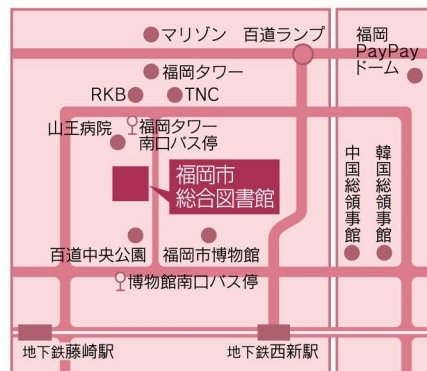 マリゾン
百道ランプ
福岡
PayPay
ドーム
福岡タワー
RKB
TNC
山王病院
福岡タワー
南口バス停
福岡市
総合図書館
中国総領事館
韓国総領事館
百道中央公園
福岡市博物館
博物館南口バス停
地下鉄藤崎駅
地下鉄西新駅